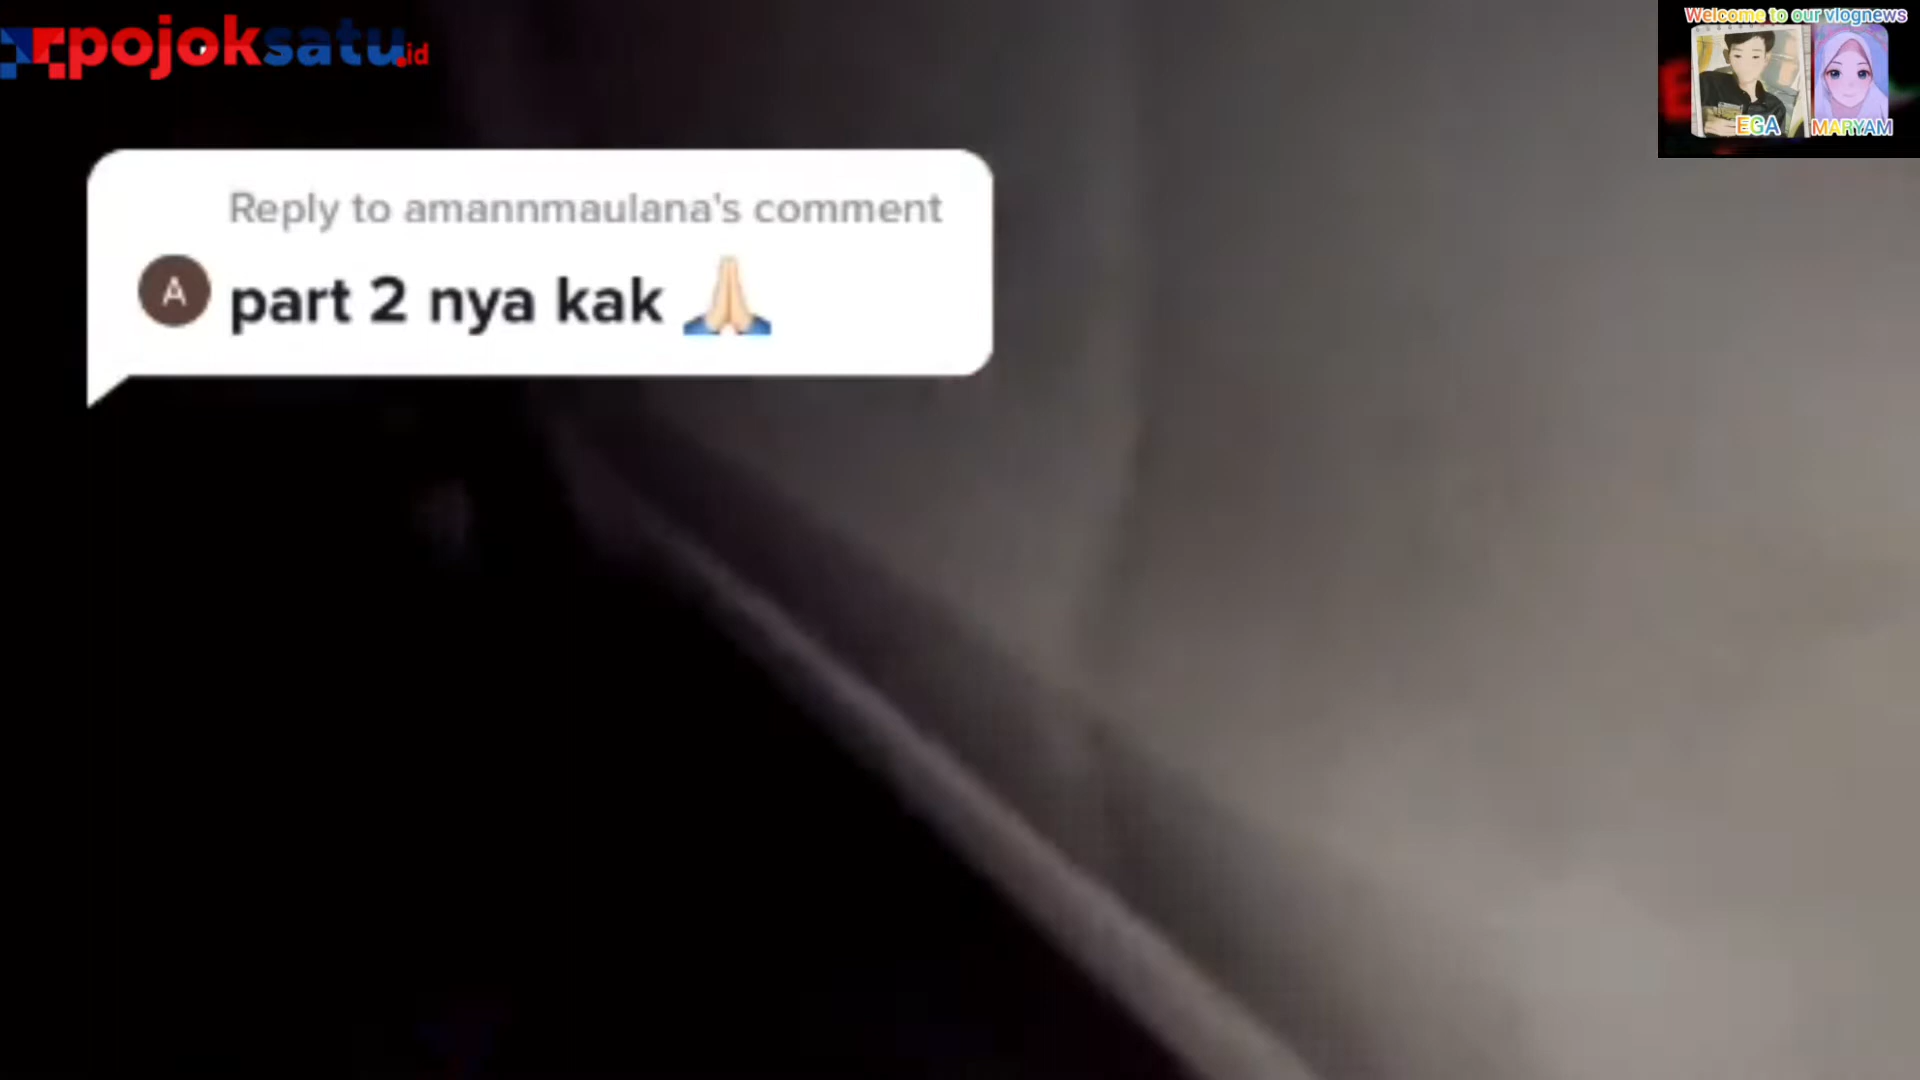 pojoksatu.id
Welcome to our vlognews
EGA
MARYAM
Reply to amannmaulana's comment
A
part 2 nya kak 🙏🏻